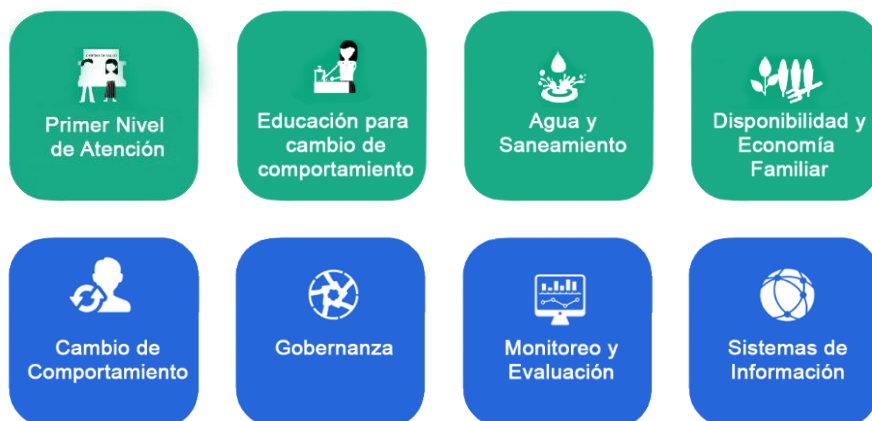 Primer Nivel
de Atención
Educación para
cambio de
comportamiento
Agua y
Saneamiento
Disponibilidad y
Economía
Familiar
Cambio de
Comportamiento
Gobernanza
Monitoreo y
Evaluación
Sistemas de
Información